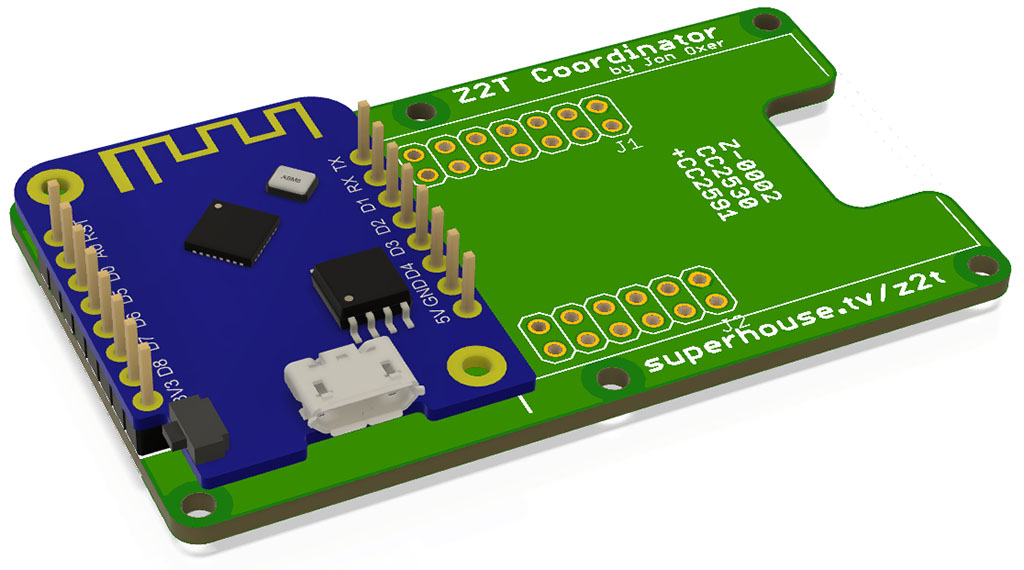 Z2T Coordinator
by Jon Oxer
J1
Z-0002
CC2530
+CC2591
J2
superhouse.tv/z2t
ABM8
TX
RX
D1
D2
D3
D4
GND
5V
RST
A0
D0
D5
D6
D7
D8
3V3